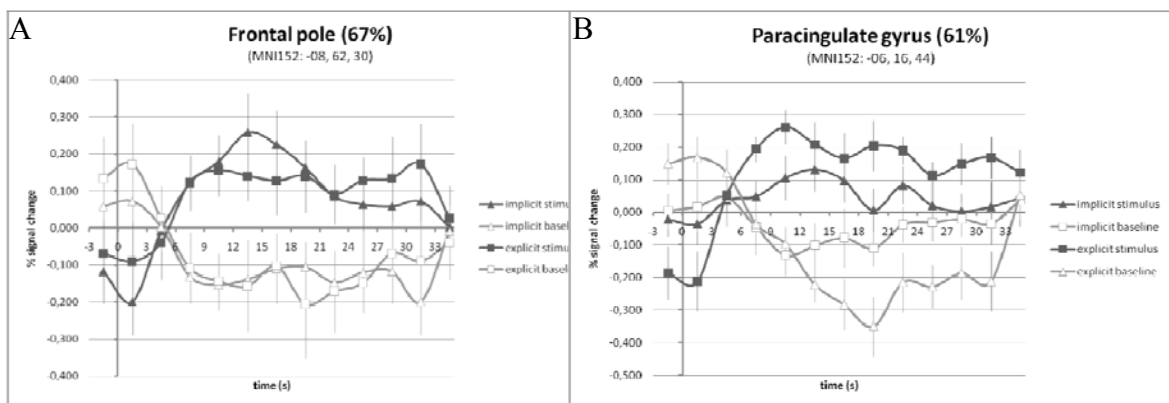 A
Frontal pole (67%)
(MNI152: -08, 62, 30)
0,400
0,300
0,200
0,100
0,000
-0,100
-0,200
-0,300
-0,400
% signal change
-3 0 3 6 9 12 15 18 21 24 27 30 33
time (s)
implicit stimulu
implicit baseli
explicit stimulu
explicit baseli
B
Paracingulate gyrus (61%)
(MNI152: -06, 16, 44)
0,400
0,300
0,200
0,100
0,000
-0,100
-0,200
-0,300
-0,400
-0,500
% signal change
-3 0 3 6 9 12 15 18 21 24 27 30 33
time (s)
implicit stimulus
implicit baseline
explicit stimulus
explicit baseline